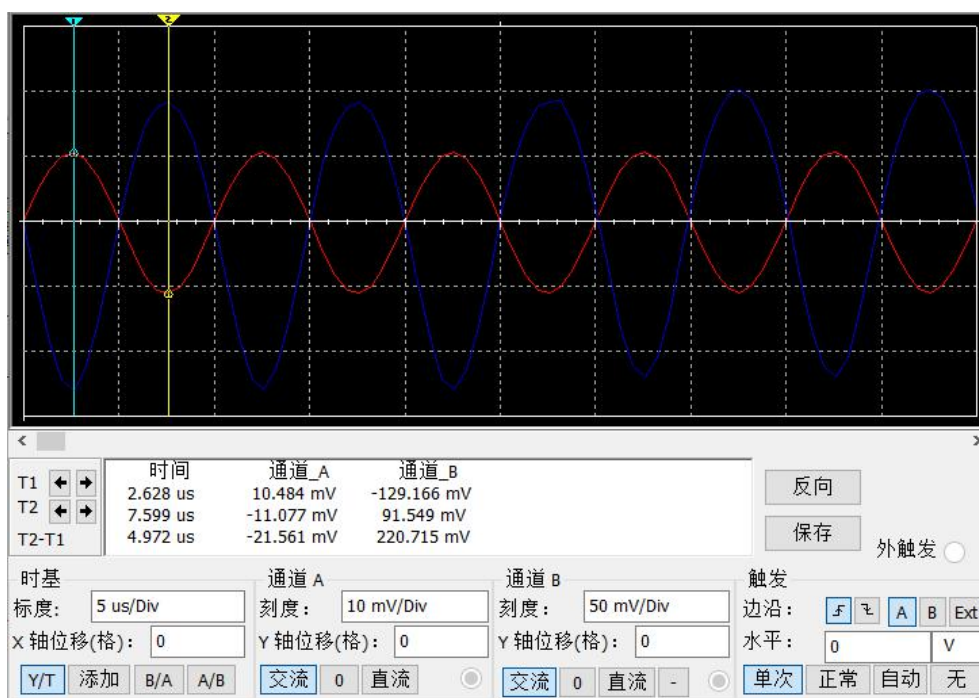 1 2
时间 通道_A 通道_B
T1 2.628 us 10.484 mV -129.166 mV
T2 7.599 us -11.077 mV 91.549 mV
T2-T1 4.972 us -21.561 mV 220.715 mV
反向
保存
外触发
时基
标度: 5 us/Div
X 轴位移(格): 0
Y/T 添加 B/A A/B
通道 A
刻度: 10 mV/Div
Y 轴位移(格): 0
交流 0 直流
通道 B
刻度: 50 mV/Div
Y 轴位移(格): 0
交流 0 直流 -
触发
边沿: A B Ext
水平: 0 V
单次 正常 自动 无